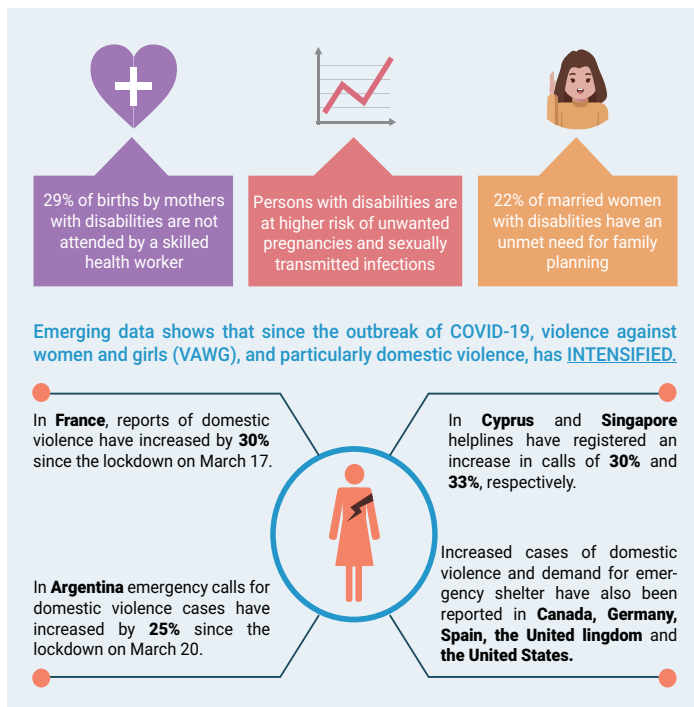 29% of births by mothers
with disabilities are not
attended by a skilled
health worker
Persons with disabilities are
at higher risk of unwanted
pregnancies and sexually
transmitted infections
22% of married women
with disablities have an
unmet need for family
planning
Emerging data shows that since the outbreak of COVID-19, violence against
women and girls (VAWG), and particularly domestic violence, has INTENSIFIED.
In France, reports of domestic
violence have increased by 30%
since the lockdown on March 17.
In Cyprus and Singapore
helplines have registered an
increase in calls of 30% and
33%, respectively.
In Argentina emergency calls for
domestic violence cases have
increased by 25% since the
lockdown on March 20.
Increased cases of domestic
violence and demand for emer-
gency shelter have also been
reported in Canada, Germany,
Spain, the United lingdom and
the United States.